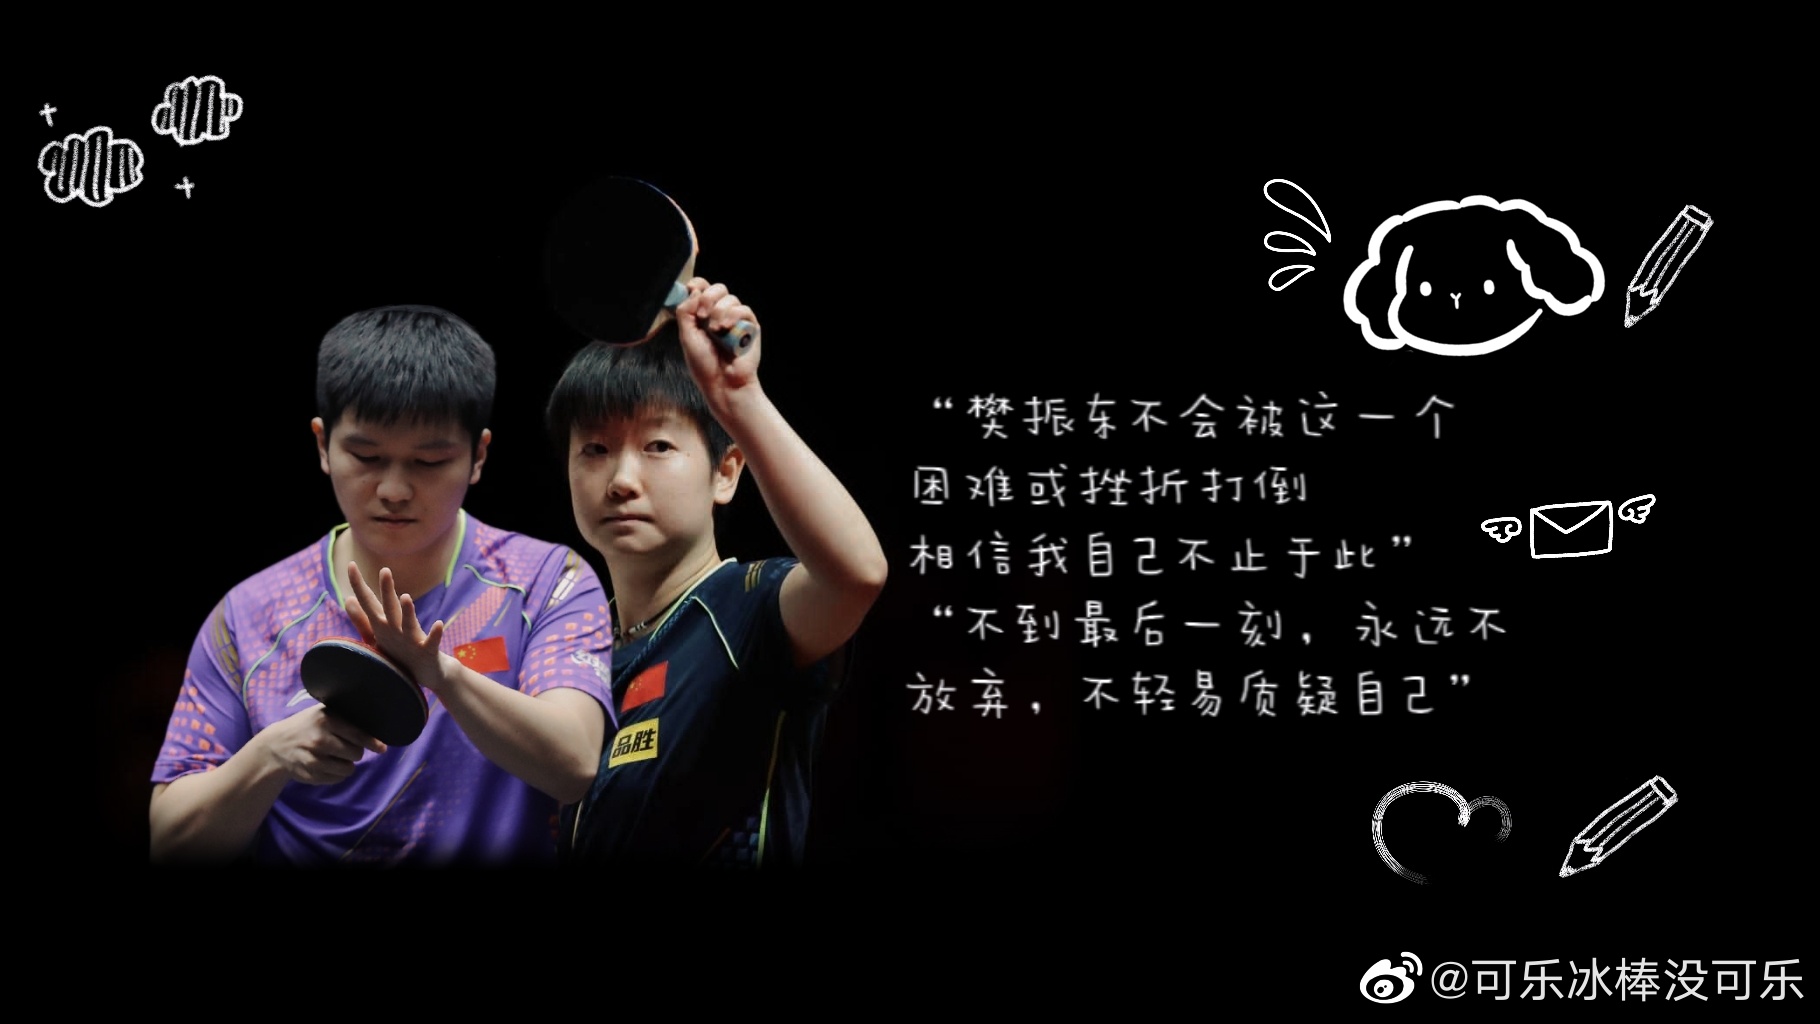 “樊振东不会被这一个
困难或挫折打倒
相信我自己不止于此”
“不到最后一刻，永远不
放弃，不轻易质疑自己”
品胜
@可乐冰棒没可乐